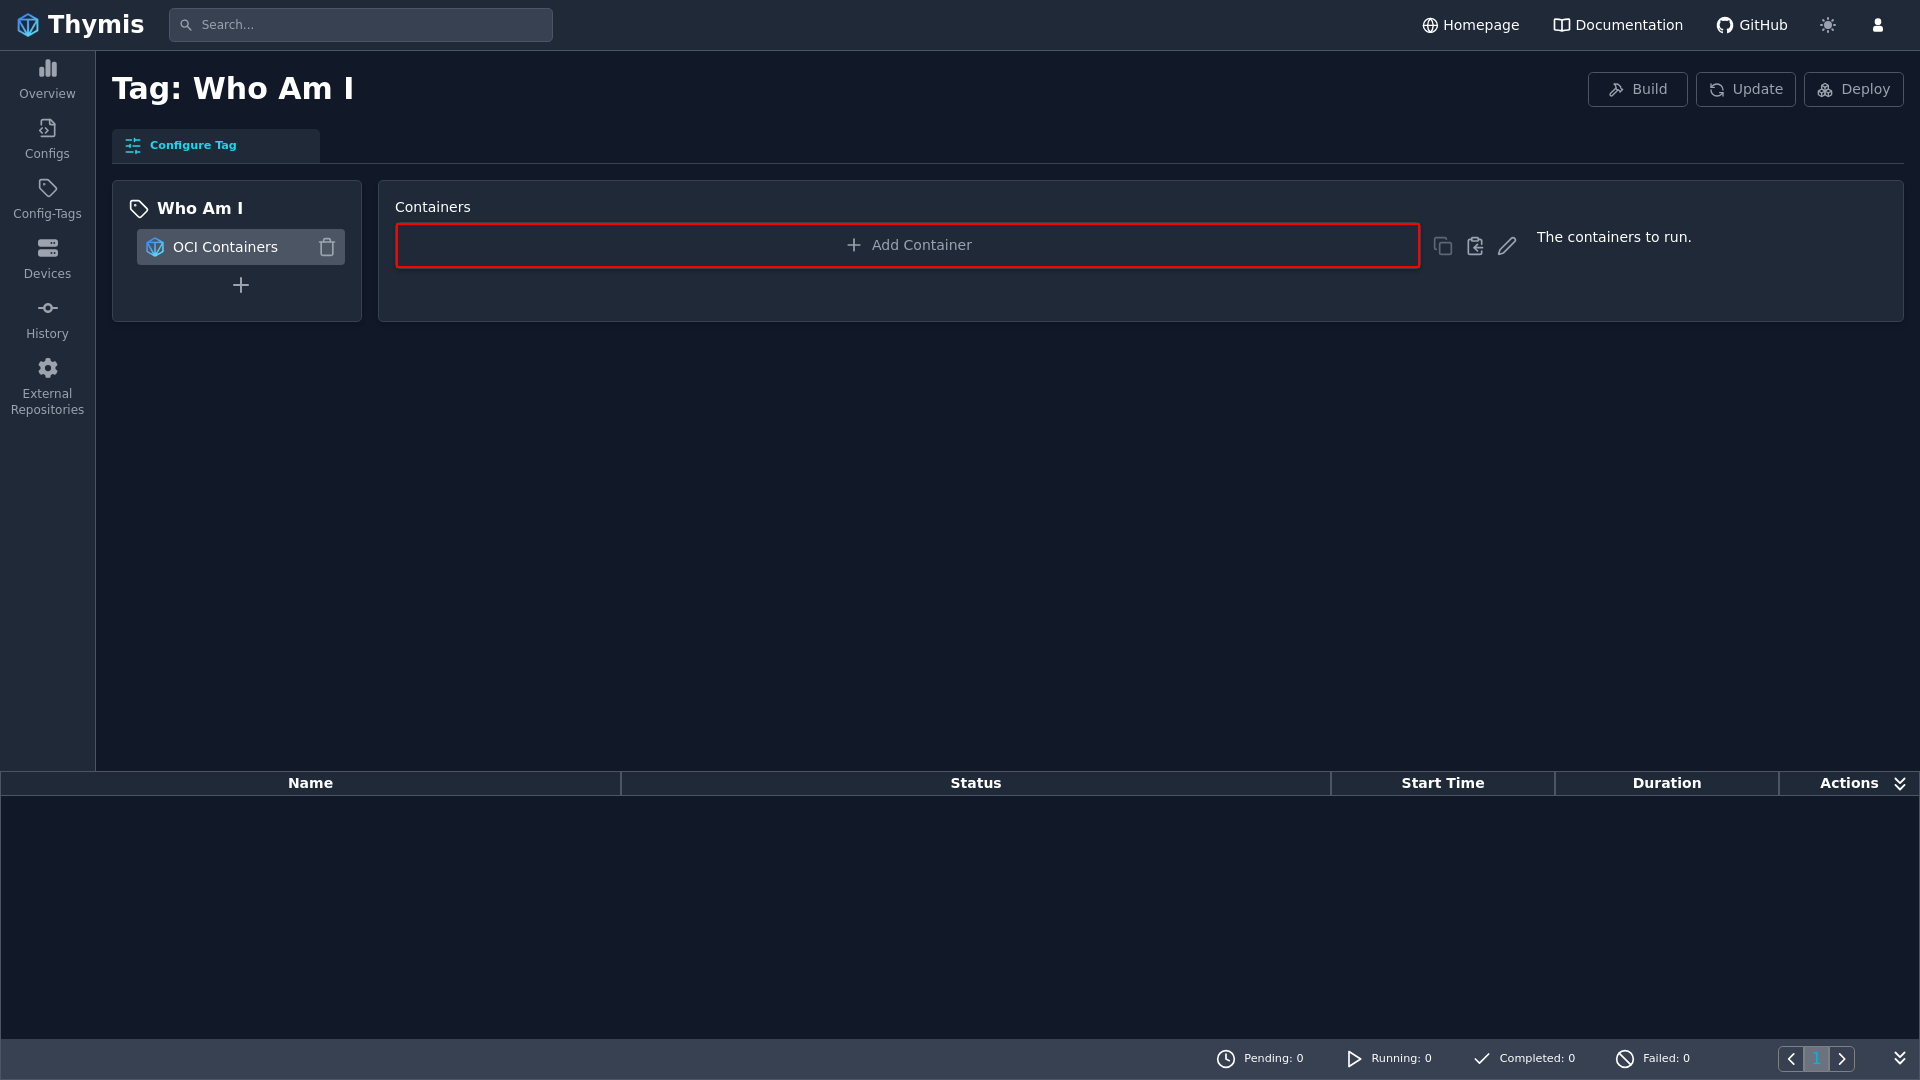 Thymis
Search...
Homepage
Documentation
GitHub
Overview
Configs
Config-Tags
Devices
History
External
Repositories
Tag: Who Am I
Build
Update
Deploy
Configure Tag
Who Am I
OCI Containers
Containers
Add Container
The containers to run.
Name
Status
Start Time
Duration
Actions
Pending: 0
Running: 0
Completed: 0
Failed: 0
1